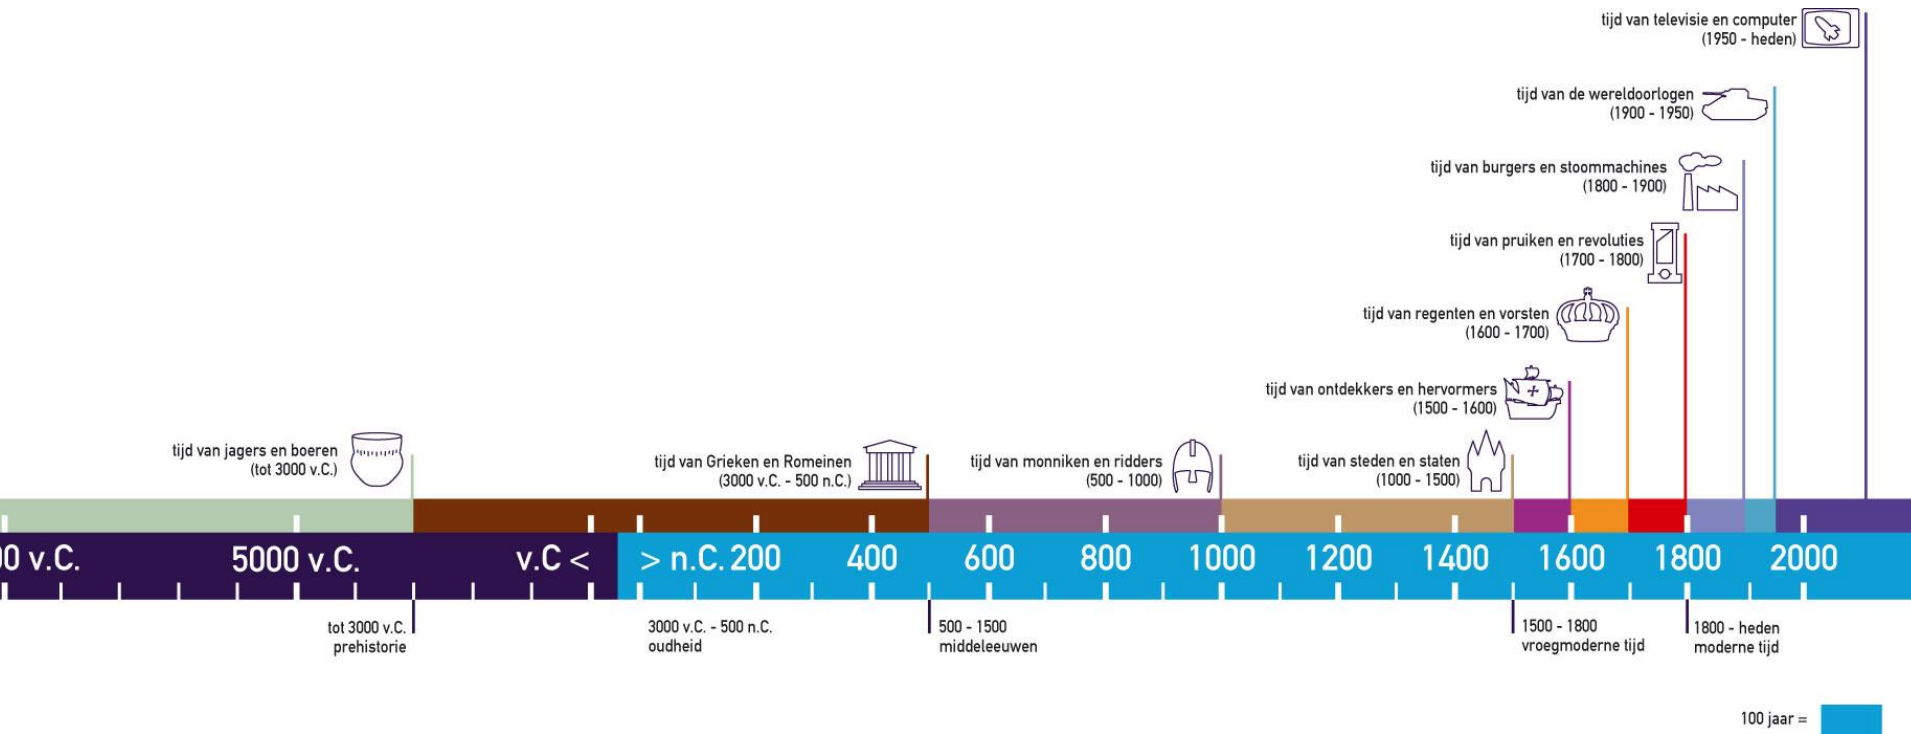 tijd van televisie en computer
(1950 - heden)
tijd van de wereldoorlogen
(1900 - 1950)
tijd van burgers en stoommachines
(1800 - 1900)
tijd van pruiken en revoluties
(1700 - 1800)
tijd van regenten en vorsten
(1600 - 1700)
tijd van ontdekkers en hervormers
(1500 - 1600)
tijd van jagers en boeren
(tot 3000 v.C.)
tijd van Grieken en Romeinen
(3000 v.C. - 500 n.C.)
tijd van monniken en ridders
(500 - 1000)
tijd van steden en staten
(1000 - 1500)
00 v.C. 5000 v.C. v.C < > n.C. 200 400 600 800 1000 1200 1400 1600 1800 2000
tot 3000 v.C.
prehistorie
3000 v.C. - 500 n.C.
oudheid
500 - 1500
middeleeuwen
1500 - 1800
vroegmoderne tijd
1800 - heden
moderne tijd
100 jaar =